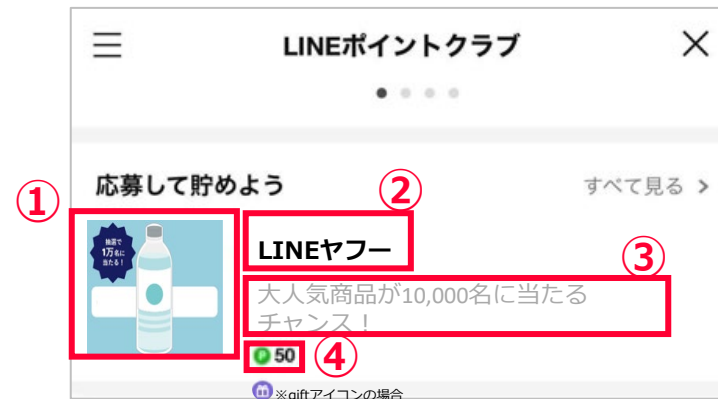 LINEポイントクラブ
応募して貯めよう
すべて見る >
①
②
抽選で
1万名に
当たる！
LINEヤフー
③
大人気商品が10,000名に当たる
チャンス！
P 50
④
※giftアイコンの場合